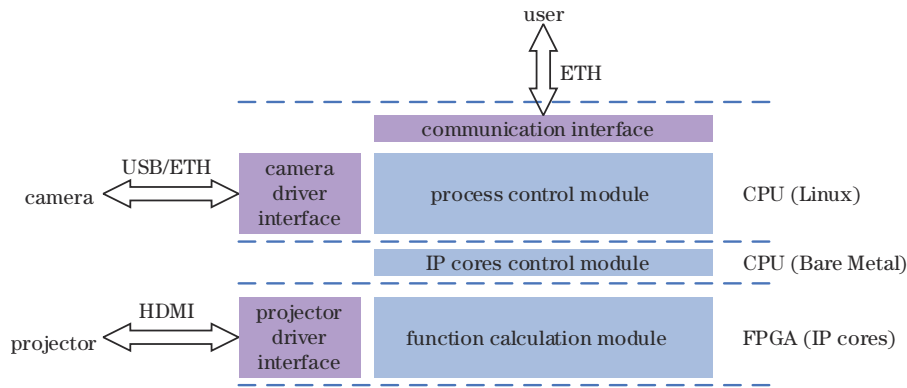 user
ETH
communication interface
USB/ETH
camera
camera
driver
interface
process control module
CPU (Linux)
IP cores control module
CPU (Bare Metal)
HDMI
projector
projector
driver
interface
function calculation module
FPGA (IP cores)